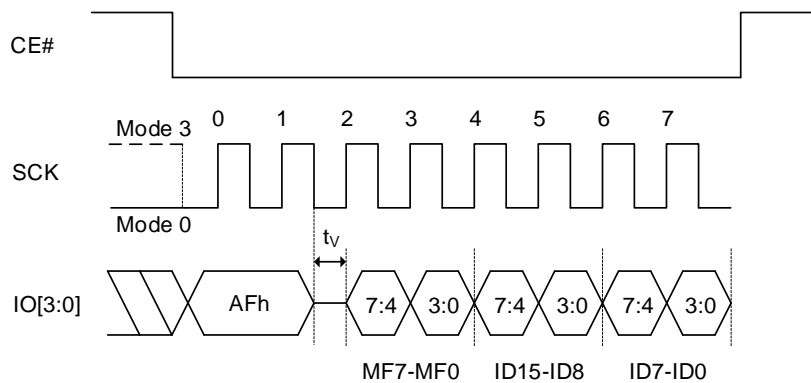 CE#
0 1 2 3 4 5 6 7
Mode 3
SCK
Mode 0
tV
IO[3:0]
AFh 7:4 3:0 7:4 3:0 7:4 3:0
MF7-MF0 ID15-ID8 ID7-ID0